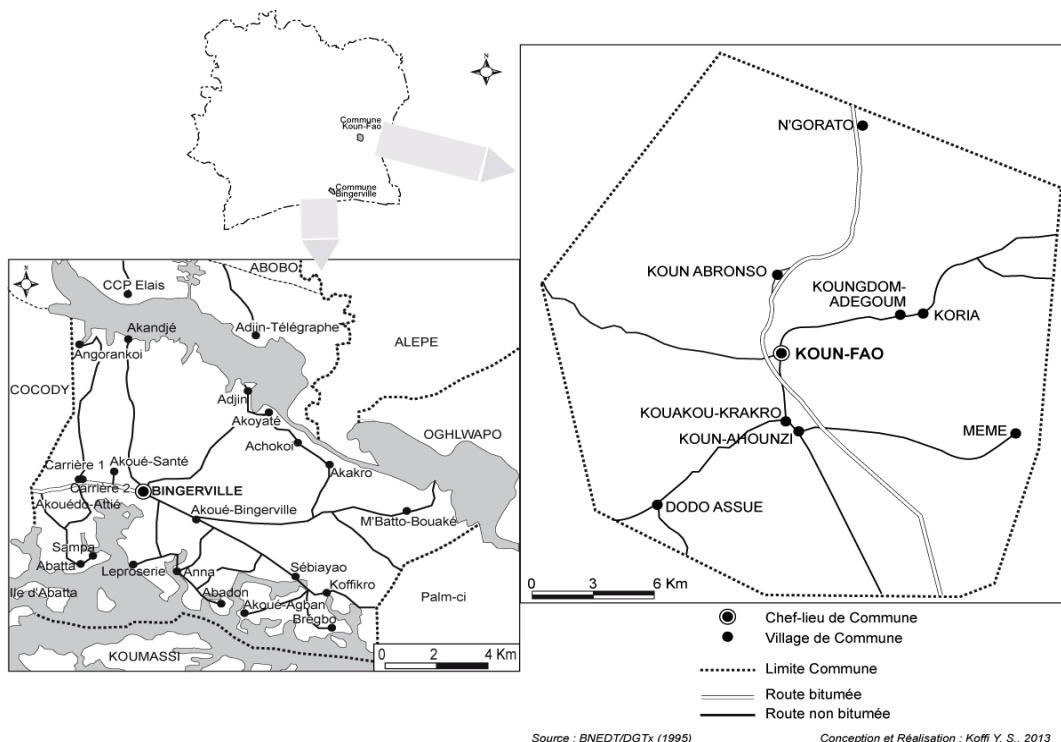 N
Commune
Koun-Fao
Commune
Bingerville
N
ABOBO
CCP Elais
Akandjé
Adjin-Télégraphe
Angorankoi
ALEPE
COCODY
Adjin
Akoyaté
OGHLWAPO
Achokoi
Carrière 1
Akoué-Santé
Akakro
Carrière 2
BINGERVILLE
Akouédo-Attié
Akoué-Bingerville
M'Batto-Bouaké
Sampa
Abatta
Leproserie
Anna
Sébiayao
Koffikro
Ile d'Abatta
Abadon
Akoué-Agban
Bregbo
Palm-ci
KOUMASSI
0 2 4 Km
N
N'GORATO
KOUN ABRONSO
KOUNGDOM-
ADEGOUM
KORIA
KOUN-FAO
KOUAKOU-KRAKRO
KOUN-AHOUNZI
MEME
DODO ASSUE
0 3 6 Km
Chef-lieu de Commune
Village de Commune
Limite Commune
Route bitumée
Route non bitumée
Source : BNEDT/DGTx (1995)
Conception et Réalisation : Koffi Y. S., 2013